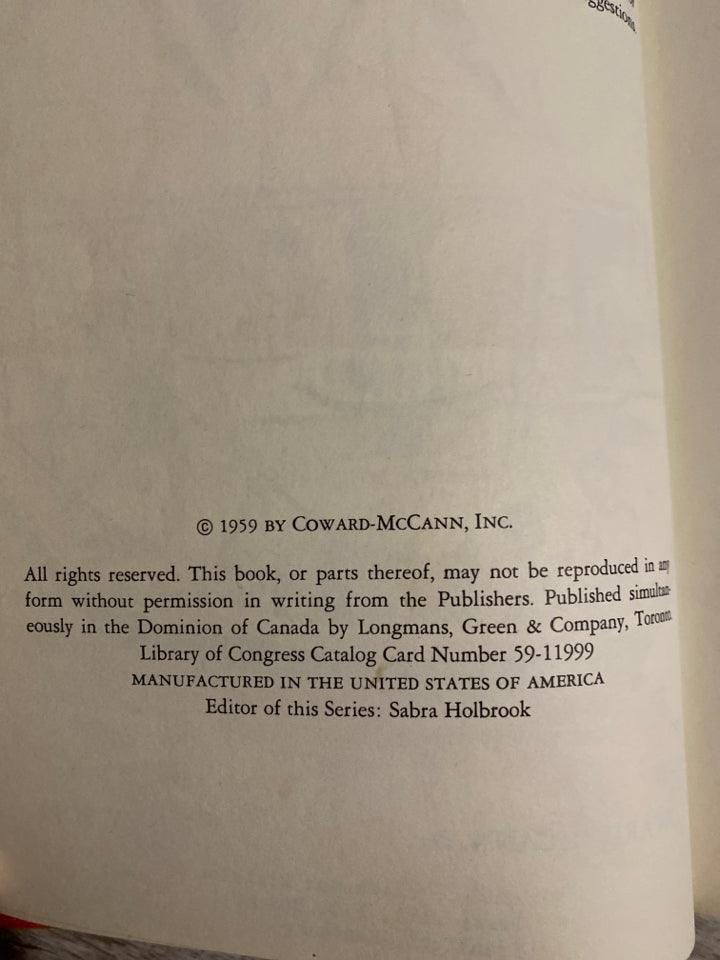 © 1959 BY COWARD-MCCANN, INC.
All rights reserved. This book, or parts thereof, may not be reproduced in any
form without permission in writing from the Publishers. Published simultan-
eously in the Dominion of Canada by Longmans, Green & Company, Toronto.
Library of Congress Catalog Card Number 59-11999
MANUFACTURED IN THE UNITED STATES OF AMERICA
Editor of this Series: Sabra Holbrook